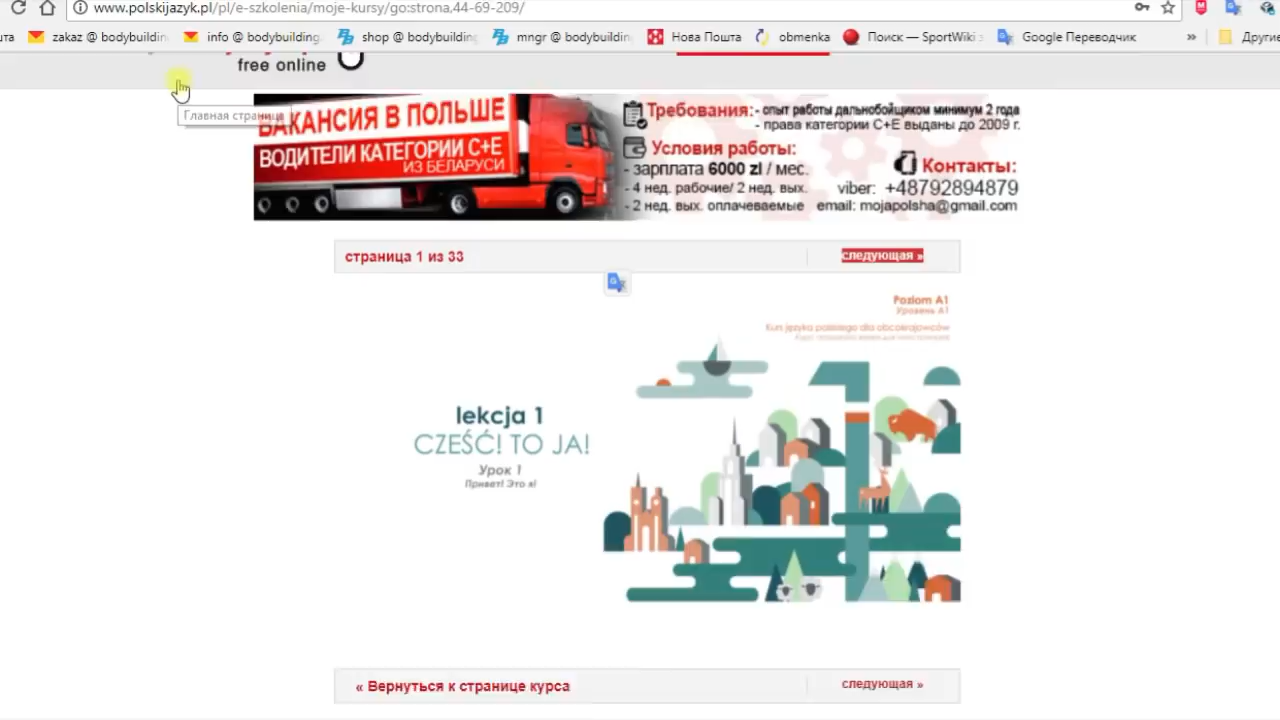 www.polskijazyk.pl/pl/e-szkolenia/moje-kursy/go:strona,44-69-209/
та zakaz @ bodybuildin info @ bodybuilding. shop @ bodybuilding mngr @ bodybuildin Нова Пошта obmenka Поиск — SportWiki Google Переводчик » Другие
free online
Главная страница
ВАКАНСИЯ В ПОЛЬШЕ
ВОДИТЕЛИ КАТЕГОРИИ C+E
ИЗ БЕЛАРУСИ
Требования: - опыт работы дальнобойщиком минимум 2 года
- права категории С+Е выданы до 2009 г.
Условия работы:
- зарплата 6000 zl / мес.
- 4 нед. рабочие/ 2 нед. вых.
- 2 нед. вых. оплачеваемые
Контакты:
viber: +48792894879
email: mojapolsha@gmail.com
страница 1 из 33
следующая »
Poziom A1
Уровень А1
Kurs języka polskiego dla obcokrajowców
lekcja 1
CZEŚĆ! TO JA!
Урок 1
Привет! Это я!
« Вернуться к странице курса
следующая »